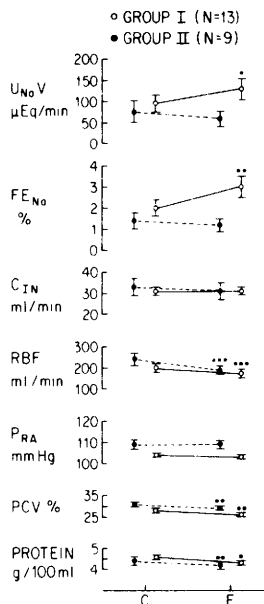 ○ GROUP I (N=13)
● GROUP II (N=9)
UNaV
μEq/min
200
150
100
50
0
FENa
%
4
3
2
1
0
CIN
ml/min
40
30
20
RBF
ml/min
300
200
100
PRA
mmHg
120
110
100
PCV %
35
25
PROTEIN
g/100ml
5
4
C
E